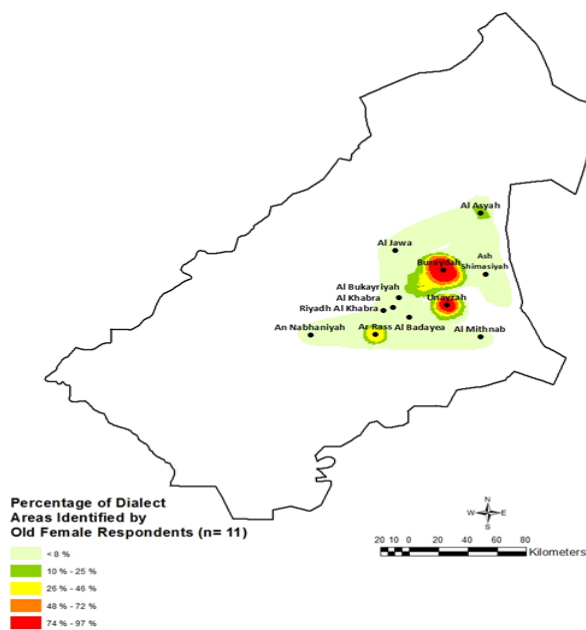 Al Asyah
Al Jawa
Ash
Buraydah
Shimasiyah
Al Bukayriyah
Al Khabra
Unayzah
Riyadh Al Khabra
An Nabhaniyah
Ar Rass
Al Badayea
Al Mithnab
Percentage of Dialect
Areas Identified by
Old Female Respondents (n= 11)
< 8 %
10 % - 25 %
26 % - 46 %
48 % - 72 %
74 % - 97 %
N
W
E
S
20 10 0 20 40 60 80
Kilometers